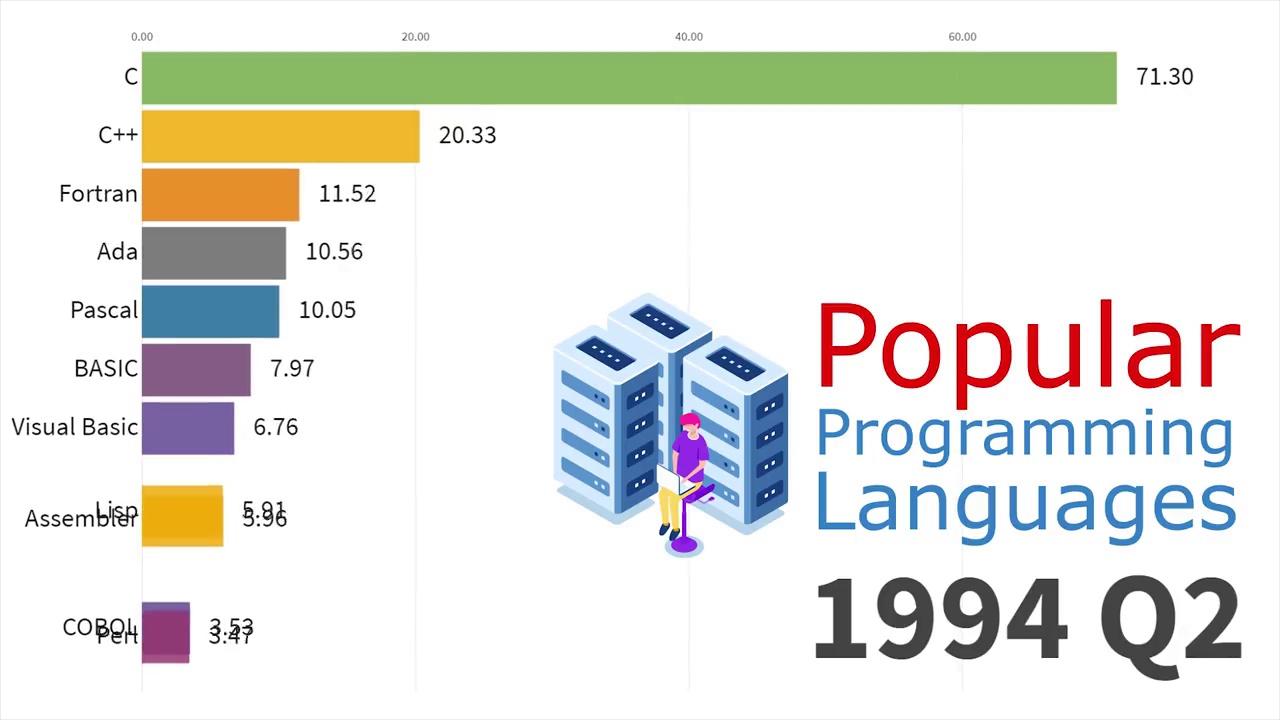 0.00 20.00 40.00 60.00
C 71.30
C++ 20.33
Fortran 11.52
Ada 10.56
Pascal 10.05
BASIC 7.97
Visual Basic 6.76
Lisp 5.91
Assembler 5.96
COBOL 3.53
Perl 3.47
Popular
Programming
Languages
1994 Q2